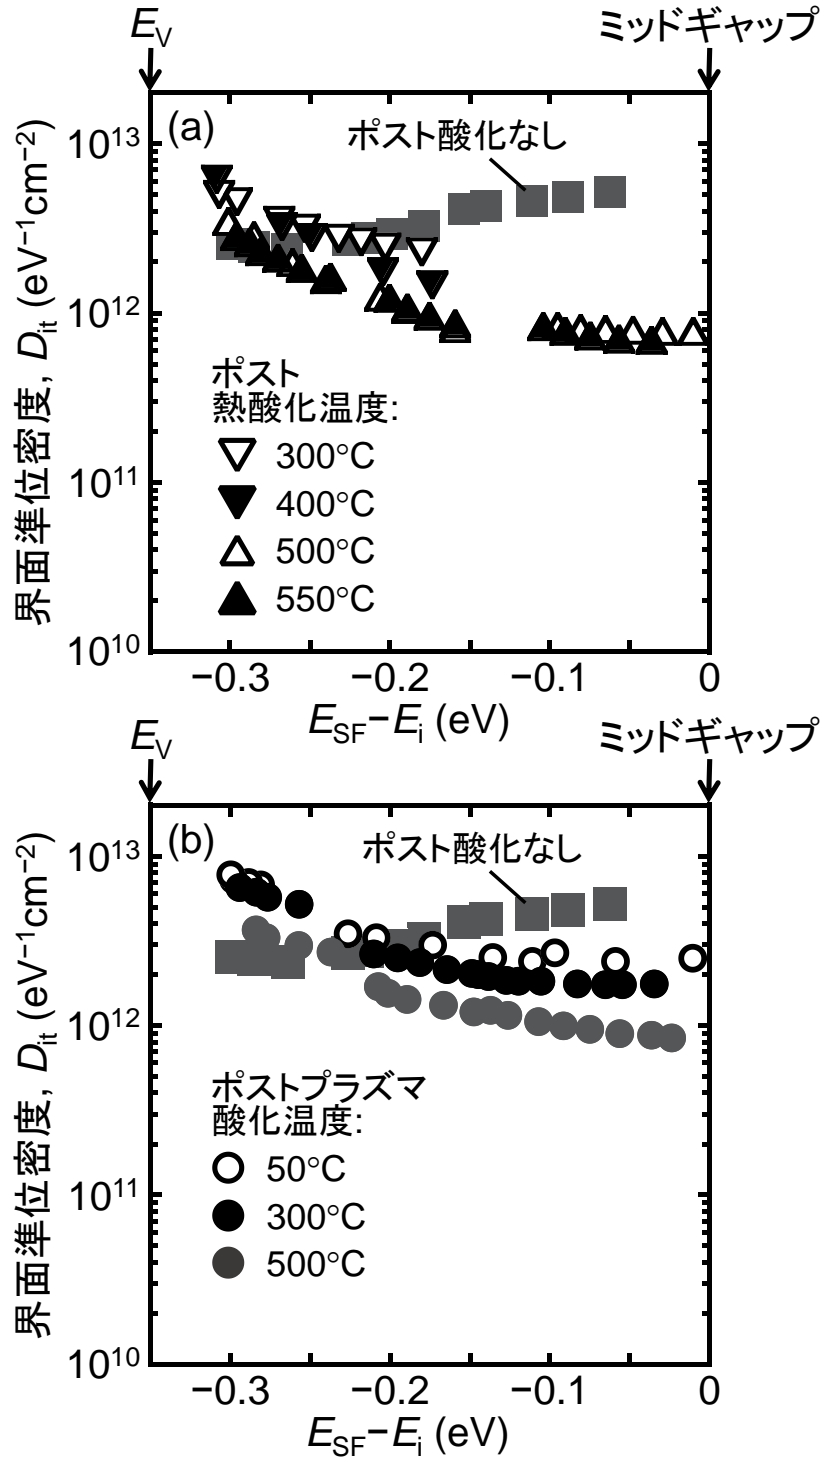 E_V ミッドギャップ
(a)
ポスト酸化なし
10^13
10^12
10^11
10^10
界面準位密度, D_it (eV^−1cm^−2)
ポスト
熱酸化温度:
300°C
400°C
500°C
550°C
−0.3 −0.2 −0.1 0
E_SF−E_i (eV)
E_V ミッドギャップ
(b)
ポスト酸化なし
10^13
10^12
10^11
10^10
界面準位密度, D_it (eV^−1cm^−2)
ポストプラズマ
酸化温度:
50°C
300°C
500°C
−0.3 −0.2 −0.1 0
E_SF−E_i (eV)